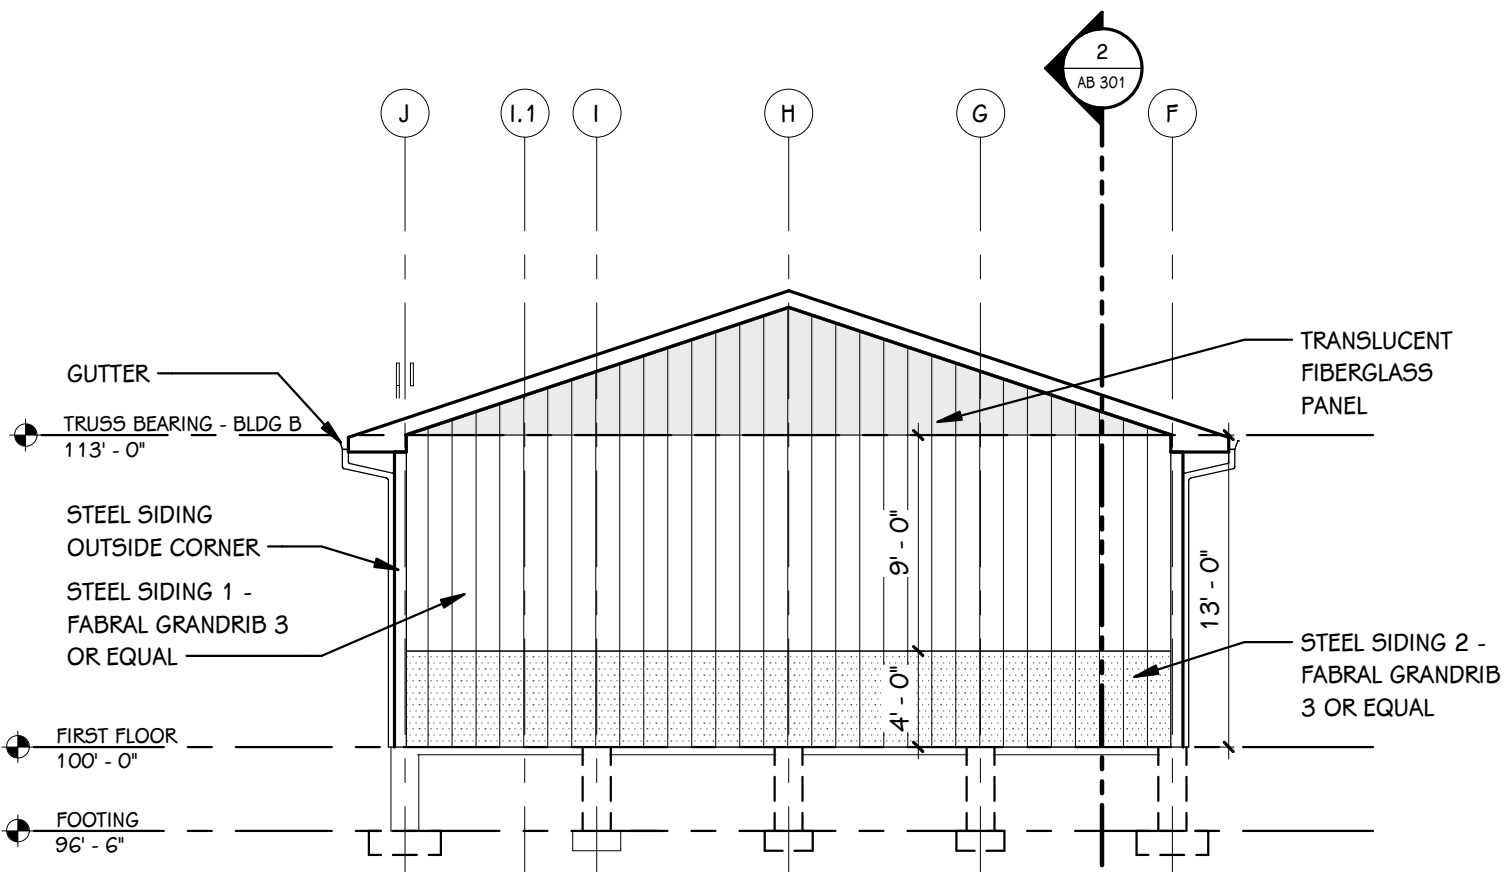 2
AB 301
J
I.1
I
H
G
F
TRANSLUCENT
FIBERGLASS
PANEL
GUTTER
TRUSS BEARING - BLDG B
113' - 0"
STEEL SIDING
OUTSIDE CORNER
STEEL SIDING 1 -
FABRAL GRANDRIB 3
OR EQUAL
9' - 0"
13' - 0"
4' - 0"
STEEL SIDING 2 -
FABRAL GRANDRIB
3 OR EQUAL
FIRST FLOOR
100' - 0"
FOOTING
96' - 6"